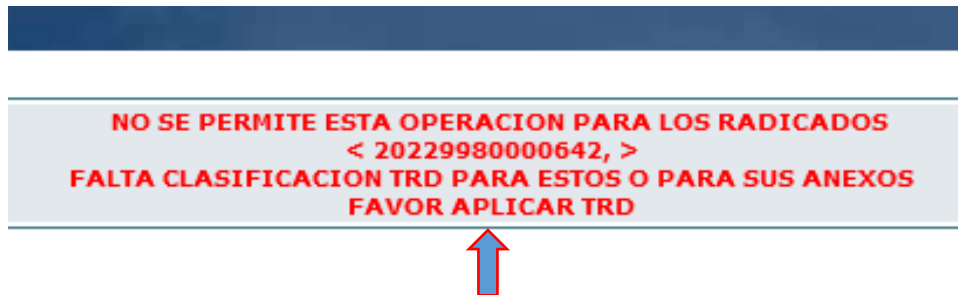 NO SE PERMITE ESTA OPERACION PARA LOS RADICADOS
< 20229980000642, >
FALTA CLASIFICACION TRD PARA ESTOS O PARA SUS ANEXOS
FAVOR APLICAR TRD